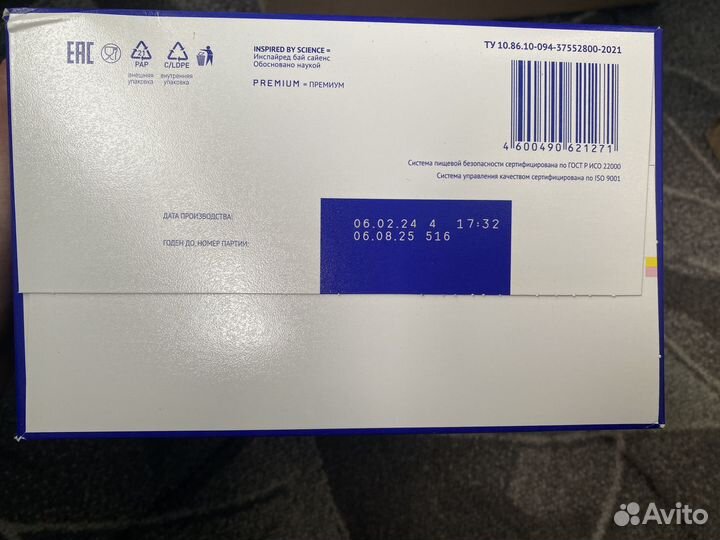 EAC
21
PAP
внешняя
упаковка
C/LDPE
внутренняя
упаковка
INSPIRED BY SCIENCE =
Инспайред бай сайенс
Обосновано наукой
PREMIUM = ПРЕМИУМ
ТУ 10.86.10-094-37552800-2021
4 600490 621271
Система пищевой безопасности сертифицирована по ГОСТ Р ИСО 22000
Система управления качеством сертифицирована по ISO 9001
ДАТА ПРОИЗВОДСТВА:
06.02.24 4 17:32
ГОДЕН ДО, НОМЕР ПАРТИИ:
06.08.25 516
Avito